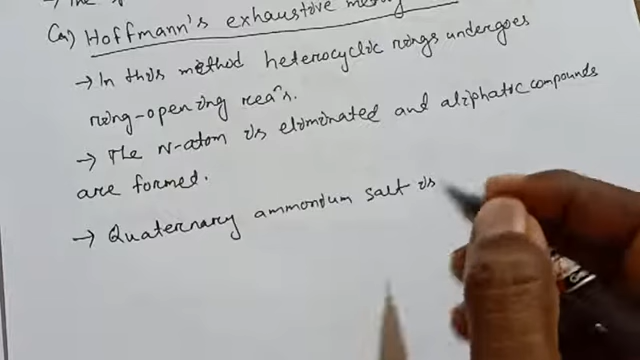 (a) Hoffmann's exhaustive
→ In this method heterocyclic rings undergoes
ring-opening reaⁿ.
→ The N-atom is eliminated and aliphatic compounds
are formed.
→ Quaternary ammonium salt is